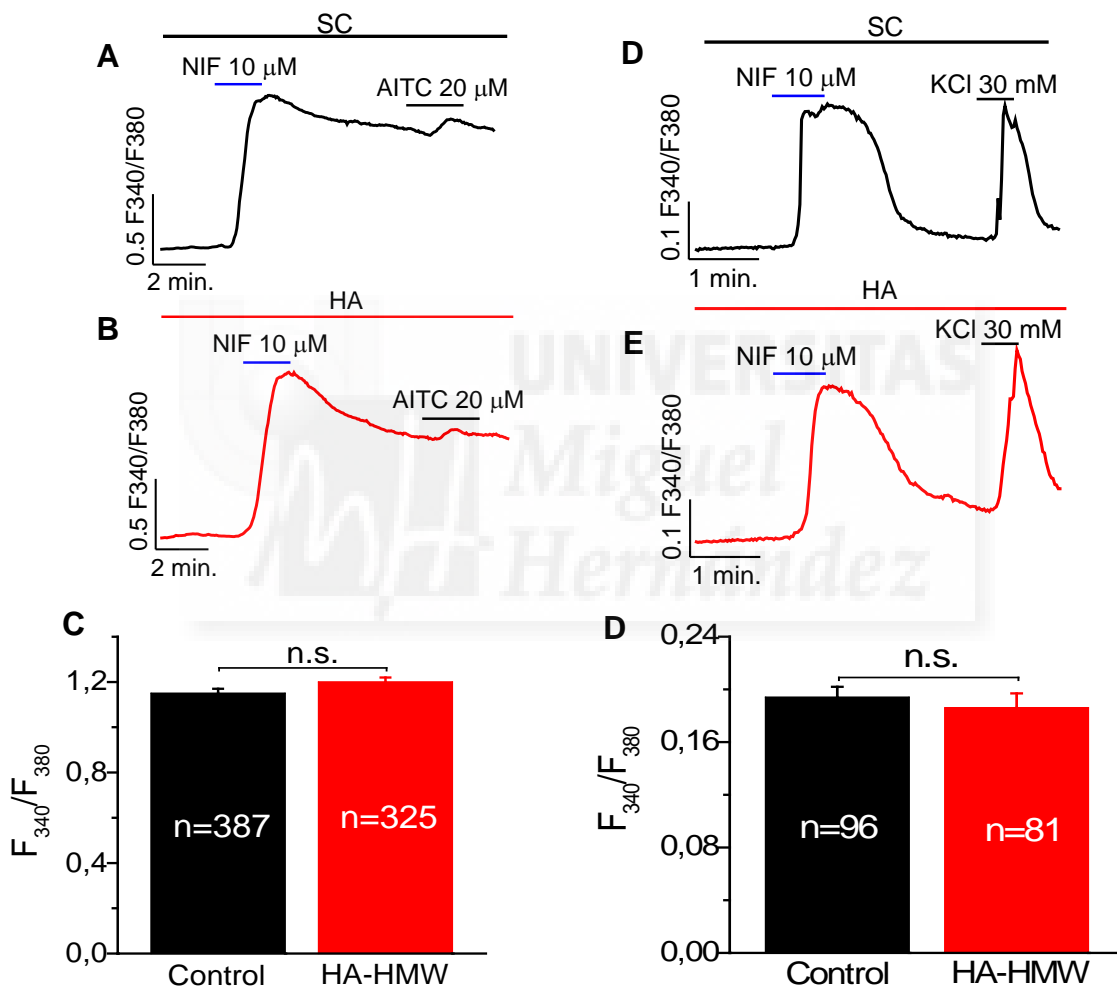 A
SC
NIF 10 μM
AITC 20 μM
0.5 F340/F380
2 min.
D
SC
NIF 10 μM
KCl 30 mM
0.1 F340/F380
1 min.
B
HA
NIF 10 μM
AITC 20 μM
0.5 F340/F380
2 min.
E
HA
NIF 10 μM
KCl 30 mM
0.1 F340/F380
1 min.
UNIVERSITAS
Miguel
Hernández
C
n.s.
1,2
0,8
0,4
0,0
F340/F380
n=387
n=325
Control
HA-HMW
D
n.s.
0,24
0,16
0,08
0,00
F340/F380
n=96
n=81
Control
HA-HMW